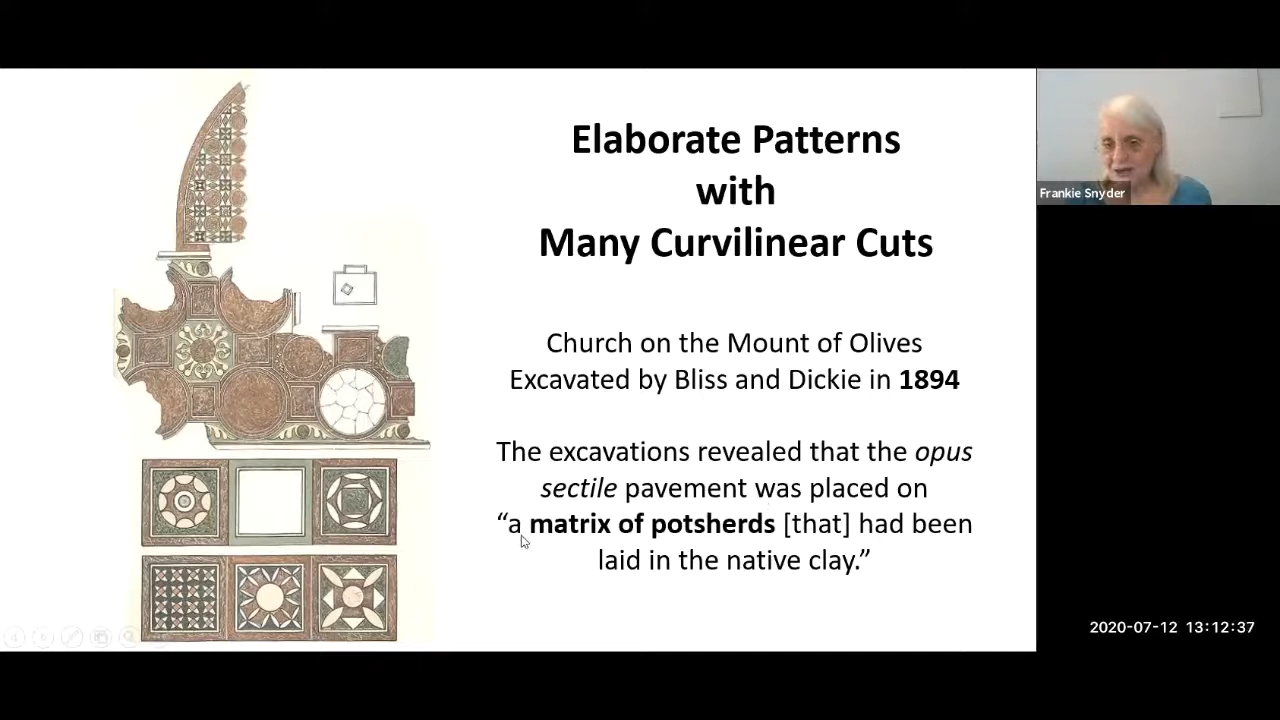 Elaborate Patterns
with
Many Curvilinear Cuts
Church on the Mount of Olives
Excavated by Bliss and Dickie in 1894
The excavations revealed that the opus
sectile pavement was placed on
“a matrix of potsherds [that] had been
laid in the native clay.”
Frankie Snyder
2020-07-12 13:12:37